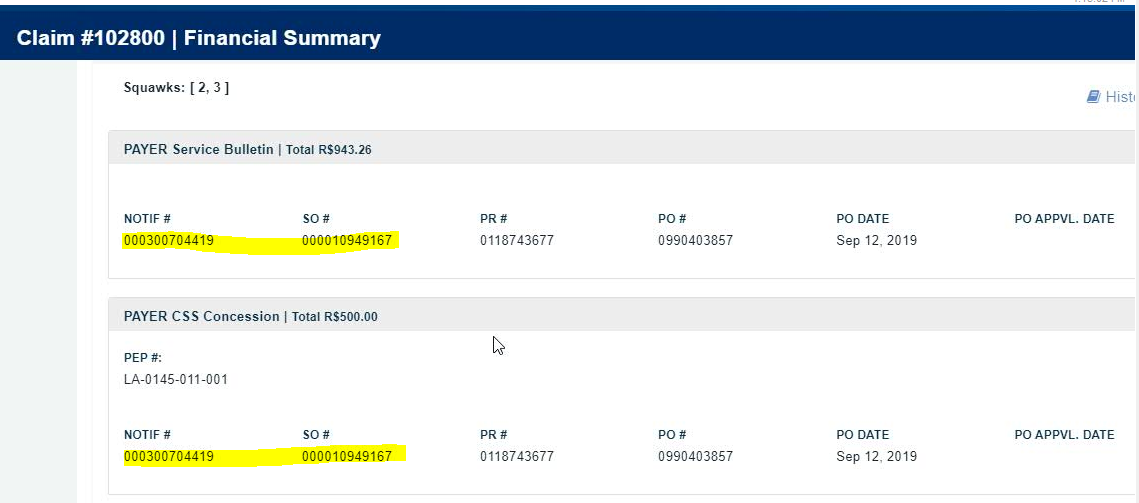 Claim #102800 | Financial Summary
Squawks: [ 2, 3 ]
PAYER Service Bulletin | Total R$943.26
NOTIF # SO # PR # PO # PO DATE PO APPVL. DATE
000300704419 000010949167 0118743677 0990403857 Sep 12, 2019
PAYER CSS Concession | Total R$500.00
PEP #:
LA-0145-011-001
NOTIF # SO # PR # PO # PO DATE PO APPVL. DATE
000300704419 000010949167 0118743677 0990403857 Sep 12, 2019